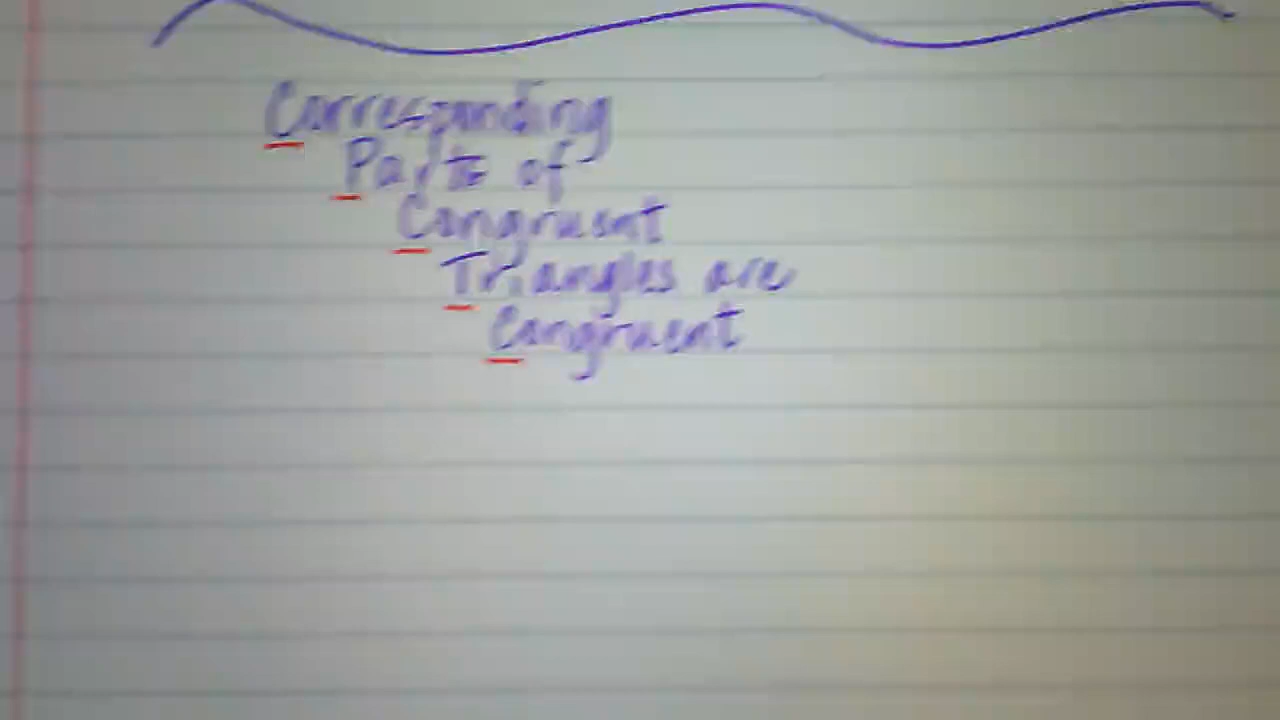 Corresponding
Parts of
Congruent
Triangles are
Congruent